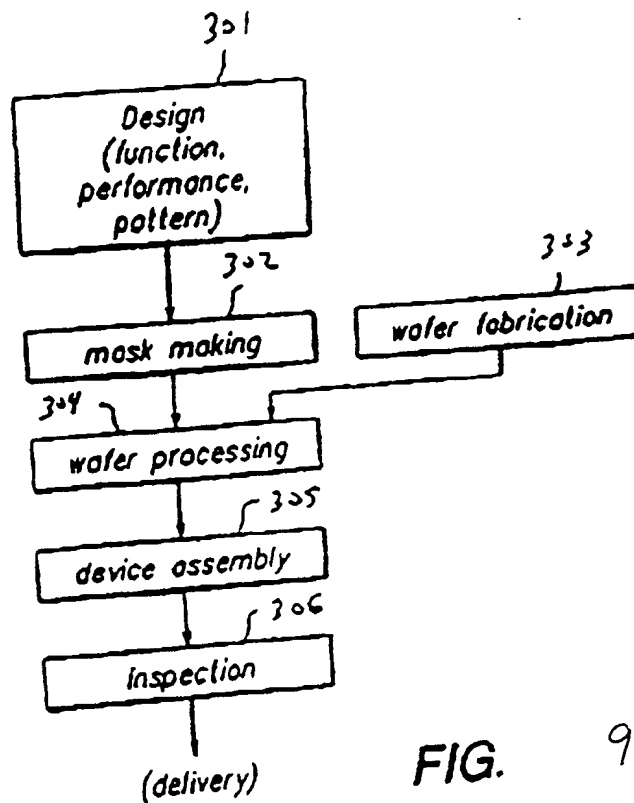 301
Design
(function,
performance,
pattern)
302
303
mask making
wafer fabrication
304
wafer processing
305
device assembly
306
inspection
(delivery)
FIG. 9